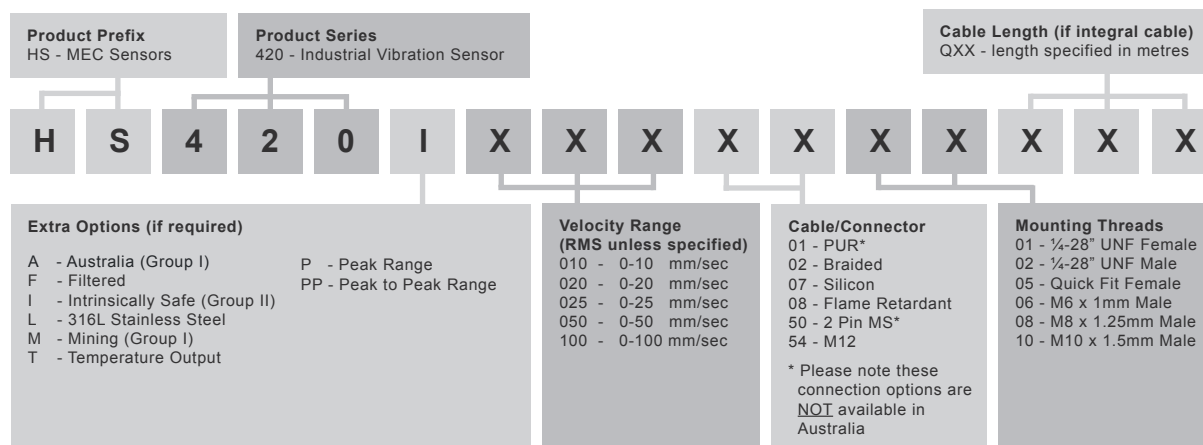 Product Prefix
HS - MEC Sensors
Product Series
420 - Industrial Vibration Sensor
Cable Length (if integral cable)
QXX - length specified in metres
H S 4 2 0 I X X X X X X X X X X
Extra Options (if required)
A - Australia (Group I)
F - Filtered
I - Intrinsically Safe (Group II)
L - 316L Stainless Steel
M - Mining (Group I)
T - Temperature Output
P - Peak Range
PP - Peak to Peak Range
Velocity Range
(RMS unless specified)
010 - 0-10 mm/sec
020 - 0-20 mm/sec
025 - 0-25 mm/sec
050 - 0-50 mm/sec
100 - 0-100 mm/sec
Cable/Connector
01 - PUR*
02 - Braided
07 - Silicon
08 - Flame Retardant
50 - 2 Pin MS*
54 - M12
* Please note these
connection options are
NOT available in
Australia
Mounting Threads
01 - ¼-28” UNF Female
02 - ¼-28” UNF Male
05 - Quick Fit Female
06 - M6 x 1mm Male
08 - M8 x 1.25mm Male
10 - M10 x 1.5mm Male